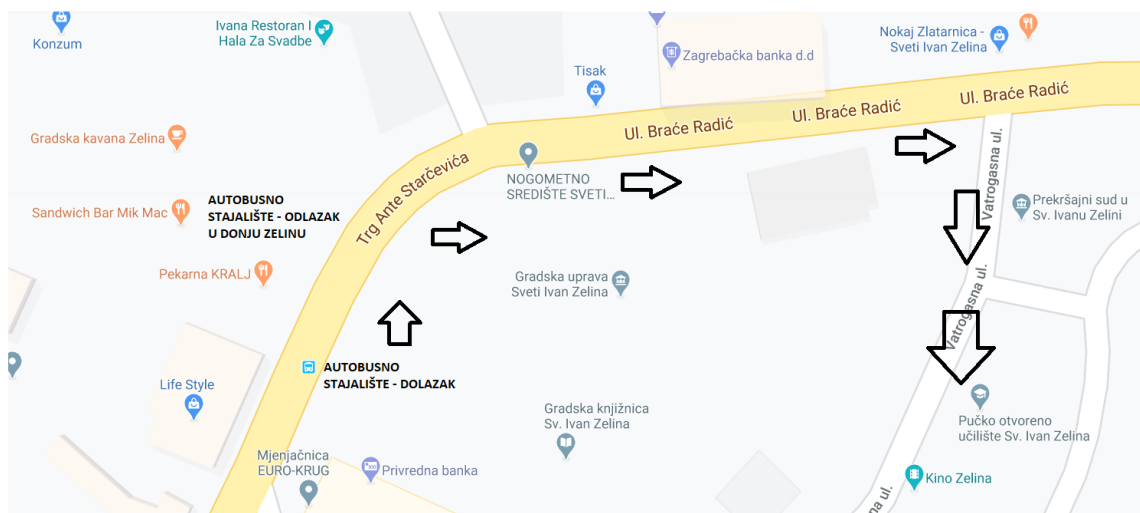 Konzum
Ivana Restoran I
Hala Za Svadbe
Tisak
Zagrebačka banka d.d
Nokaj Zlatarnica -
Sveti Ivan Zelina
Ul. Braće Radić
Ul. Braće Radić
Ul. Braće Radić
Gradska kavana Zelina
Trg Ante Starčevića
NOGOMETNO
SREDIŠTE SVETI...
Vatrogasna ul.
Sandwich Bar Mik Mac
AUTOBUSNO
STAJALIŠTE - ODLAZAK
U DONJU ZELINU
Prekršajni sud u
Sv. Ivanu Zelini
Pekarna KRALJ
Gradska uprava
Sveti Ivan Zelina
Vatrogasna ul.
AUTOBUSNO
STAJALIŠTE - DOLAZAK
Life Style
Gradska knjižnica
Sv. Ivan Zelina
Pučko otvoreno
učilište Sv. Ivan Zelina
Mjenjačnica
EURO-KRUG
Privredna banka
Kino Zelina
na ul.